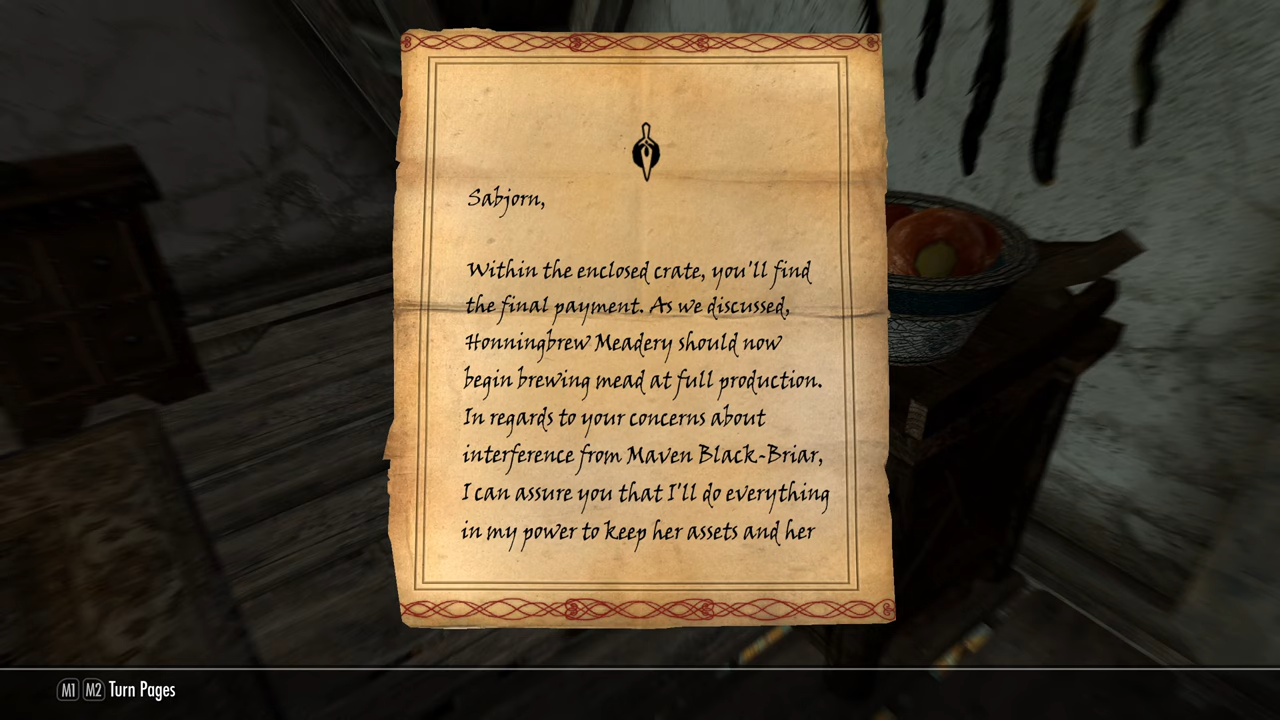 Sabjorn,
Within the enclosed crate, you'll find
the final payment. As we discussed,
Honningbrew Meadery should now
begin brewing mead at full production.
In regards to your concerns about
interference from Maven Black-Briar,
I can assure you that I'll do everything
in my power to keep her assets and her
M1 M2 Turn Pages